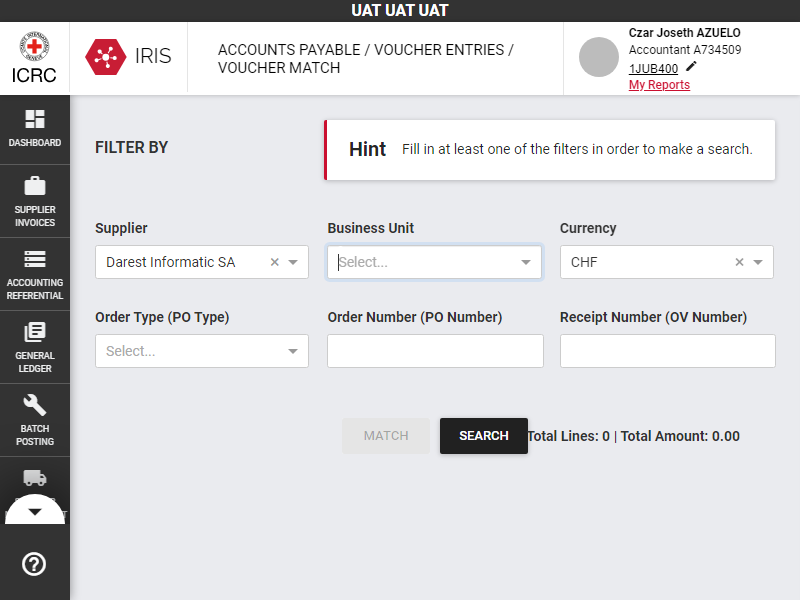 UAT UAT UAT
ICRC
IRIS
ACCOUNTS PAYABLE / VOUCHER ENTRIES /
VOUCHER MATCH
Czar Joseth AZUELO
Accountant A734509
1JUB400
My Reports
DASHBOARD
SUPPLIER
INVOICES
ACCOUNTING
REFERENTIAL
GENERAL
LEDGER
BATCH
POSTING
FILTER BY
Hint Fill in at least one of the filters in order to make a search.
Supplier
Business Unit
Currency
Darest Informatic SA
Select...
CHF
Order Type (PO Type)
Order Number (PO Number)
Receipt Number (OV Number)
Select...
MATCH
SEARCH
Total Lines: 0 | Total Amount: 0.00